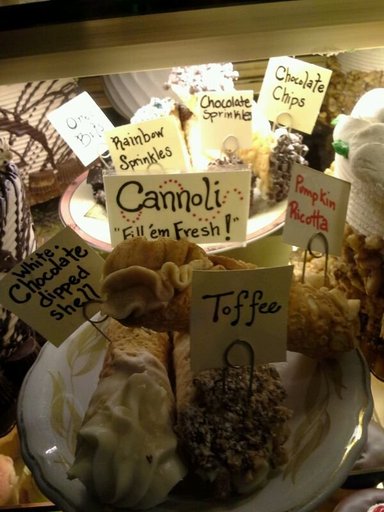 Chocolate
Chips
Chocolate
Sprinkles
Rainbow
Sprinkles
Cannoli
"Fill'em Fresh!"
Pumpkin
Ricotta
White
Chocolate
dipped
shell
Toffee